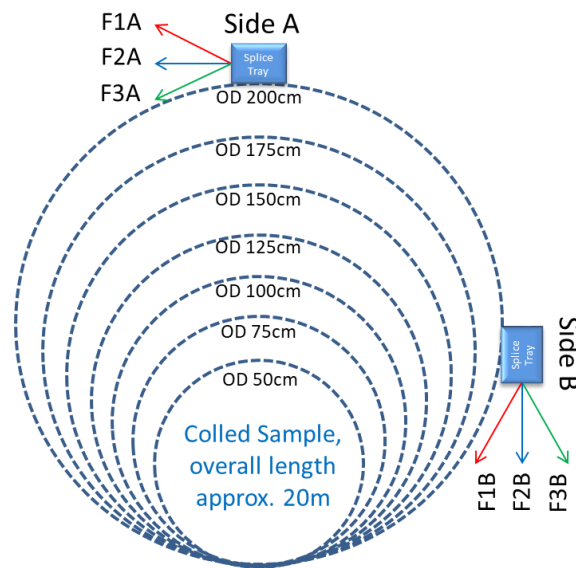 Side A
F1A
F2A
F3A
Splice
Tray
OD 200cm
OD 175cm
OD 150cm
OD 125cm
OD 100cm
OD 75cm
OD 50cm
Colled Sample,
overall length
approx. 20m
Splice
Tray
Side B
F1B
F2B
F3B